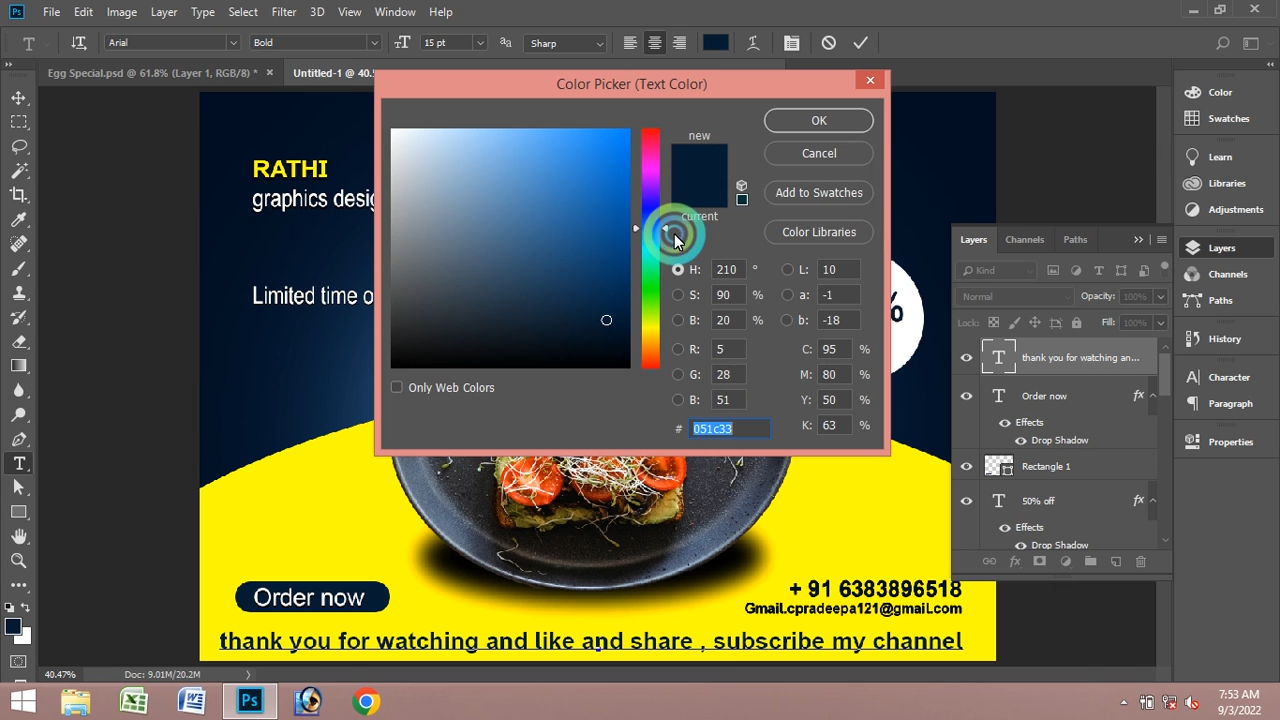 Ps File Edit Image Layer Type Select Filter 3D View Window Help
T Arial Bold 15 pt aa Sharp
Egg Special.psd @ 61.8% (Layer 1, RGB/8) * × Untitled-1 @ 40.
Color Picker (Text Color)
new
current
OK
Cancel
Add to Swatches
Color Libraries
H: 210 ° L: 10
S: 90 % a: -1
B: 20 % b: -18
R: 5 C: 95 %
G: 28 M: 80 %
B: 51 Y: 50 %
# 051c33 K: 63 %
Only Web Colors
RATHI
graphics desig
Limited time o
%
Order now
+ 91 6383896518
Gmail.cpradeepa121@gmail.com
thank you for watching and like and share , subscribe my channel
Layers Channels Paths
Kind
Normal Opacity: 100%
Lock: Fill: 100%
T thank you for watching an...
T Order now fx
Effects
Drop Shadow
Rectangle 1
T 50% off fx
Effects
Drop Shadow
fx
Color
Swatches
Learn
Libraries
Adjustments
Layers
Channels
Paths
History
Character
Paragraph
Properties
40.47% Doc: 9.01M/20.2M
7:53 AM
9/3/2022